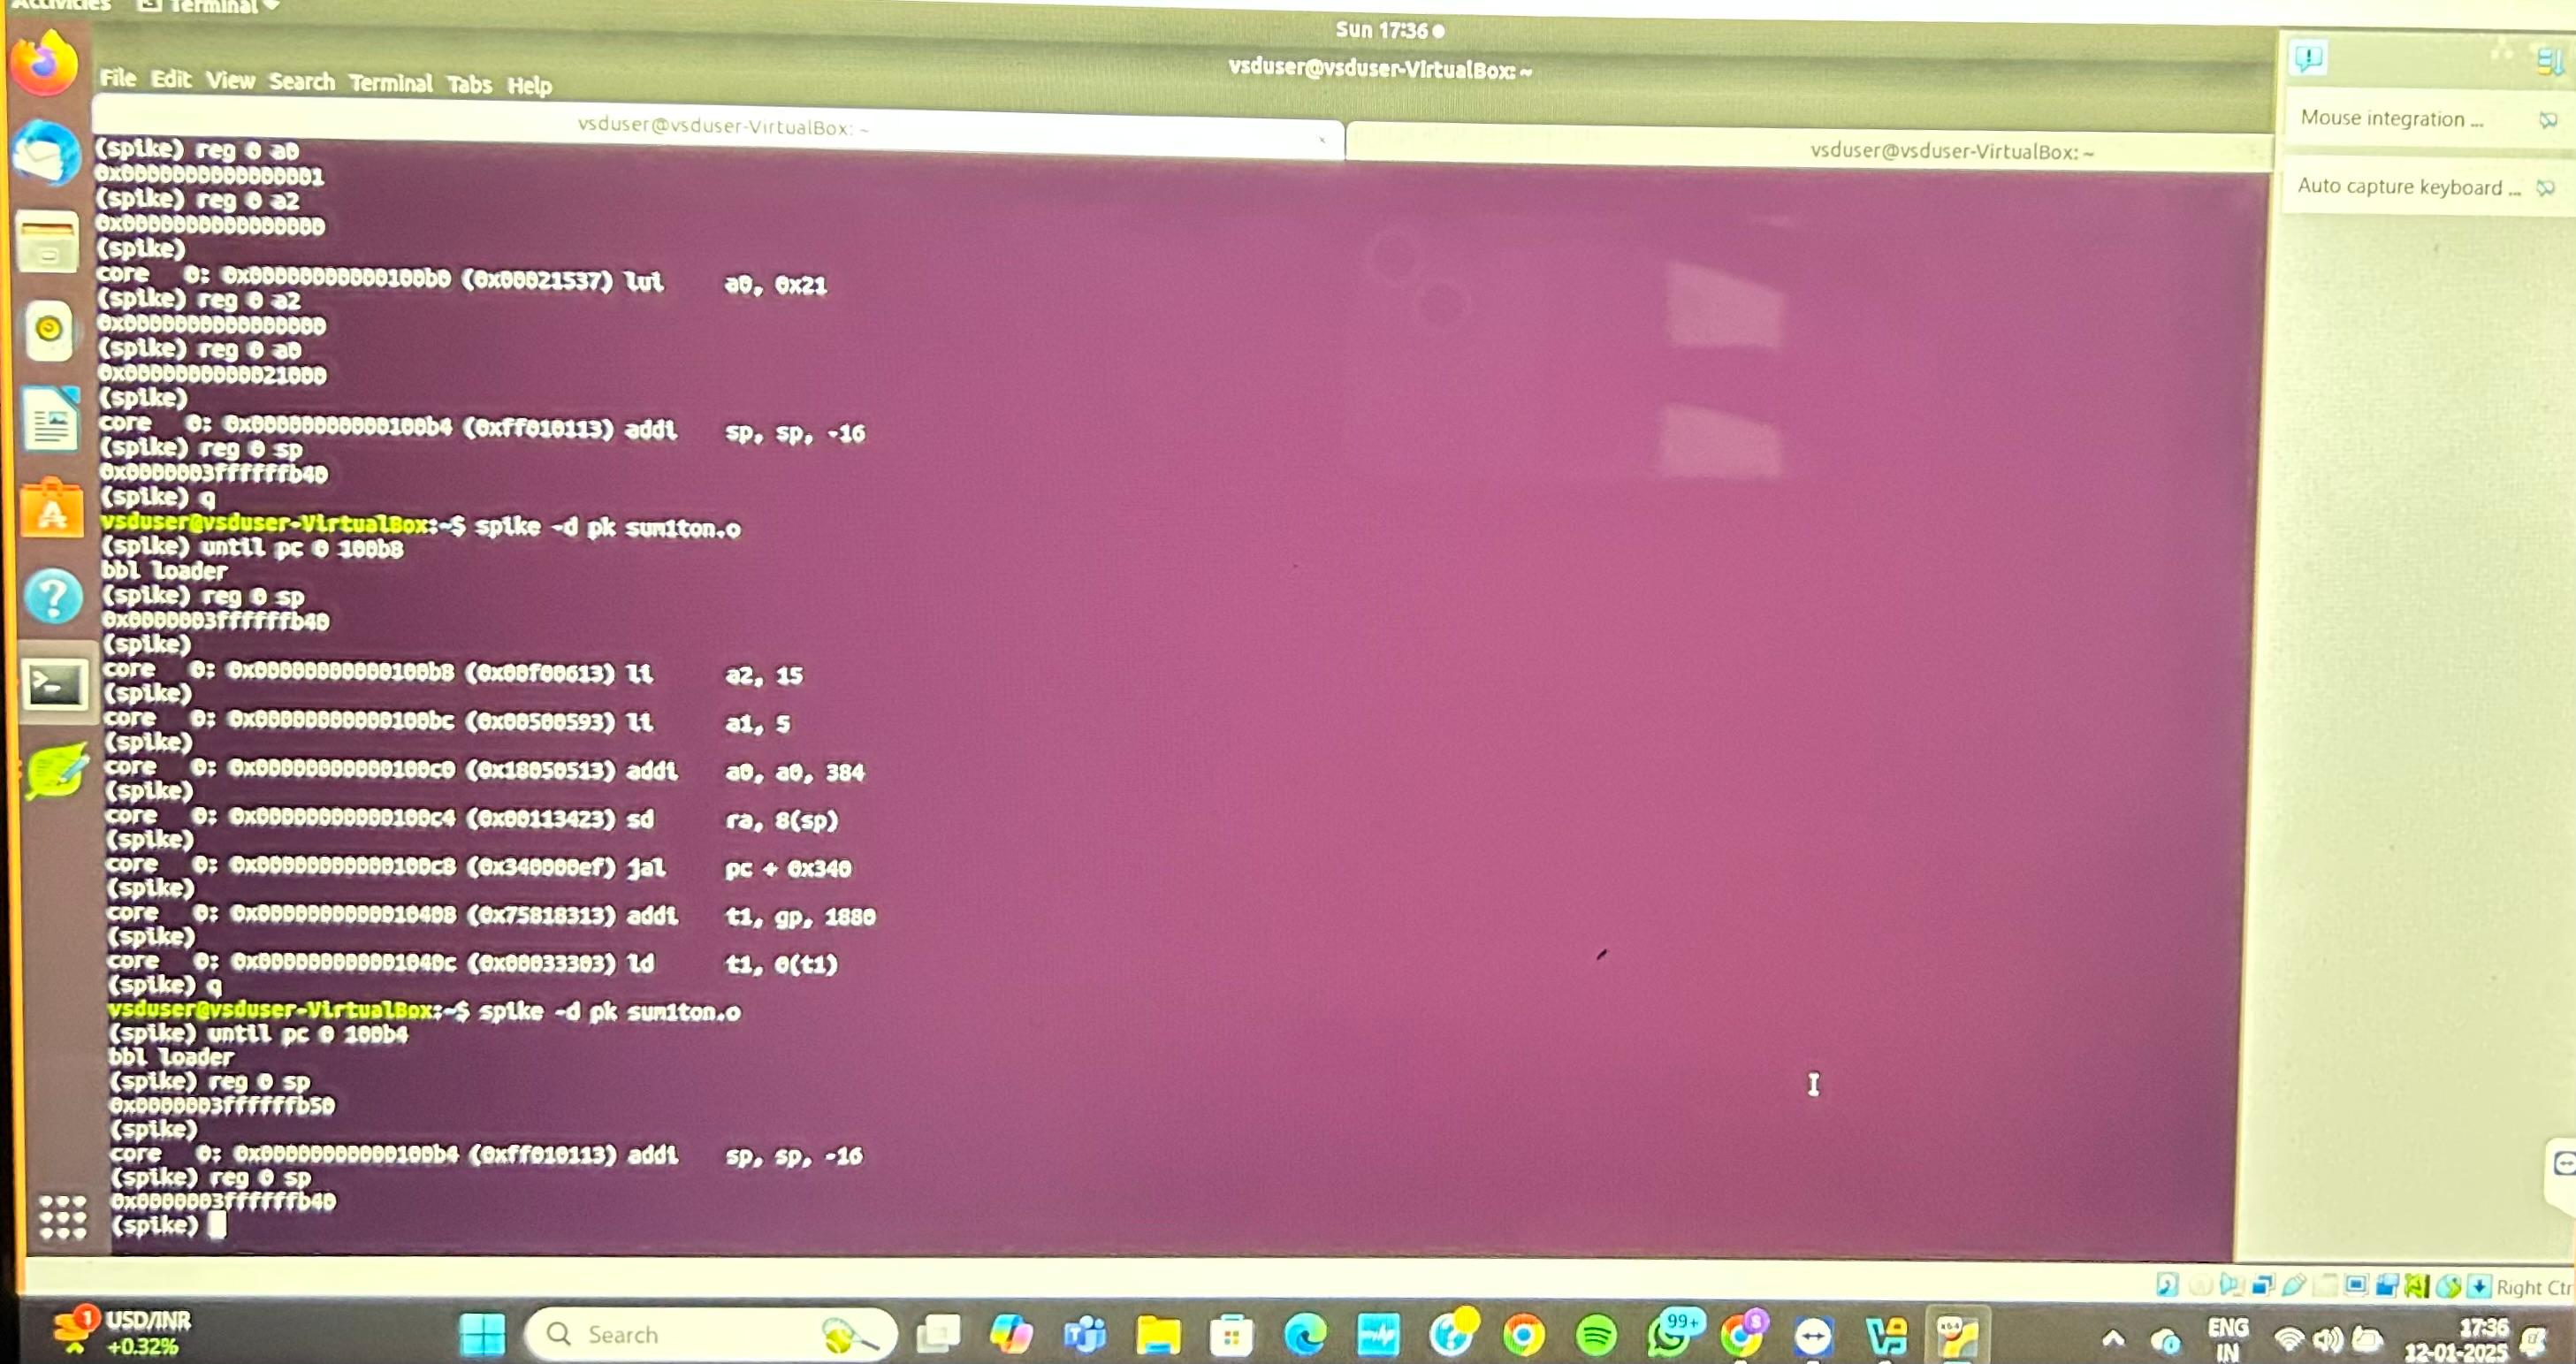 Activities Terminal
Sun 17:36
vsduser@vsduser-VirtualBox: ~
File Edit View Search Terminal Tabs Help
vsduser@vsduser-VirtualBox: ~
vsduser@vsduser-VirtualBox: ~
(spike) reg 0 a0
0x0000000000000001
(spike) reg 0 a2
0x0000000000000000
(spike)
core   0: 0x00000000000100b0 (0x00021537) lui     a0, 0x21
(spike) reg 0 a2
0x0000000000000000
(spike) reg 0 a0
0x0000000000021000
(spike)
core   0: 0x00000000000100b4 (0xff010113) addi    sp, sp, -16
(spike) reg 0 sp
0x0000003ffffffb40
(spike) q
vsduser@vsduser-VirtualBox:~$ spike -d pk sum1ton.o
(spike) until pc 0 100b8
bbl loader
(spike) reg 0 sp
0x0000003ffffffb40
(spike)
core   0: 0x00000000000100b8 (0x00f00613) li      a2, 15
(spike)
core   0: 0x00000000000100bc (0x00500593) li      a1, 5
(spike)
core   0: 0x00000000000100c0 (0x18050513) addi    a0, a0, 384
(spike)
core   0: 0x00000000000100c4 (0x00113423) sd      ra, 8(sp)
(spike)
core   0: 0x00000000000100c8 (0x340000ef) jal     pc + 0x340
(spike)
core   0: 0x0000000000010408 (0x75818313) addi    t1, gp, 1880
(spike)
core   0: 0x000000000001040c (0x00033303) ld      t1, 0(t1)
(spike) q
vsduser@vsduser-VirtualBox:~$ spike -d pk sum1ton.o
(spike) until pc 0 100b4
bbl loader
(spike) reg 0 sp
0x0000003ffffffb50
(spike)
core   0: 0x00000000000100b4 (0xff010113) addi    sp, sp, -16
(spike) reg 0 sp
0x0000003ffffffb40
(spike)
Mouse integration ...
Auto capture keyboard ...
Right Ctr
1
USD/INR
+0.32%
Search
99+
S
x64
ENG
IN
17:36
12-01-2025